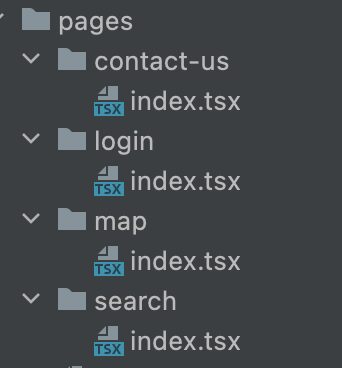 pages
contact-us
TSX index.tsx
login
TSX index.tsx
map
TSX index.tsx
search
TSX index.tsx